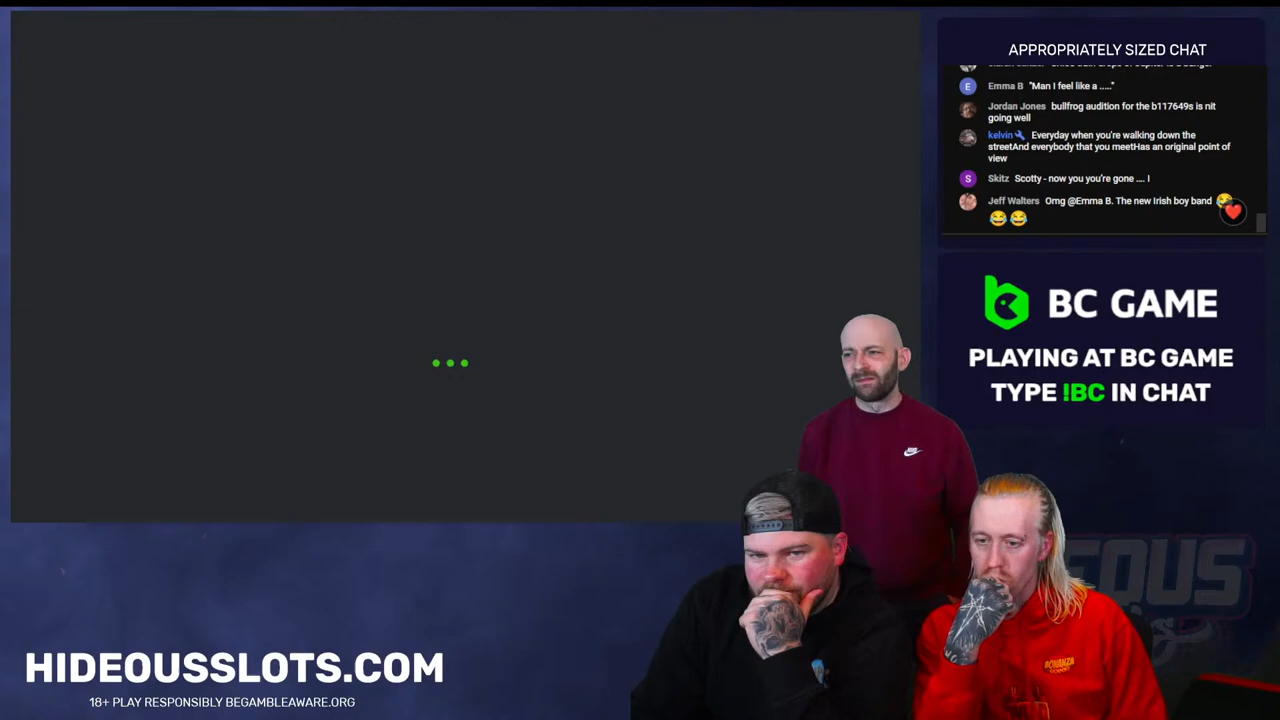 APPROPRIATELY SIZED CHAT
Emma B "Man I feel like a ....."
Jordan Jones bullfrog audition for the b117649s is nit
going well
kelvin Everyday when you're walking down the
streetAnd everybody that you meetHas an original point of
view
S Skitz Scotty - now you you're gone .... I
Jeff Walters Omg @Emma B. The new Irish boy band
BC GAME
PLAYING AT BC GAME
TYPE !BC IN CHAT
BONANZA
HIDEOUSSLOTS.COM
18+ PLAY RESPONSIBLY BEGAMBLEAWARE.ORG